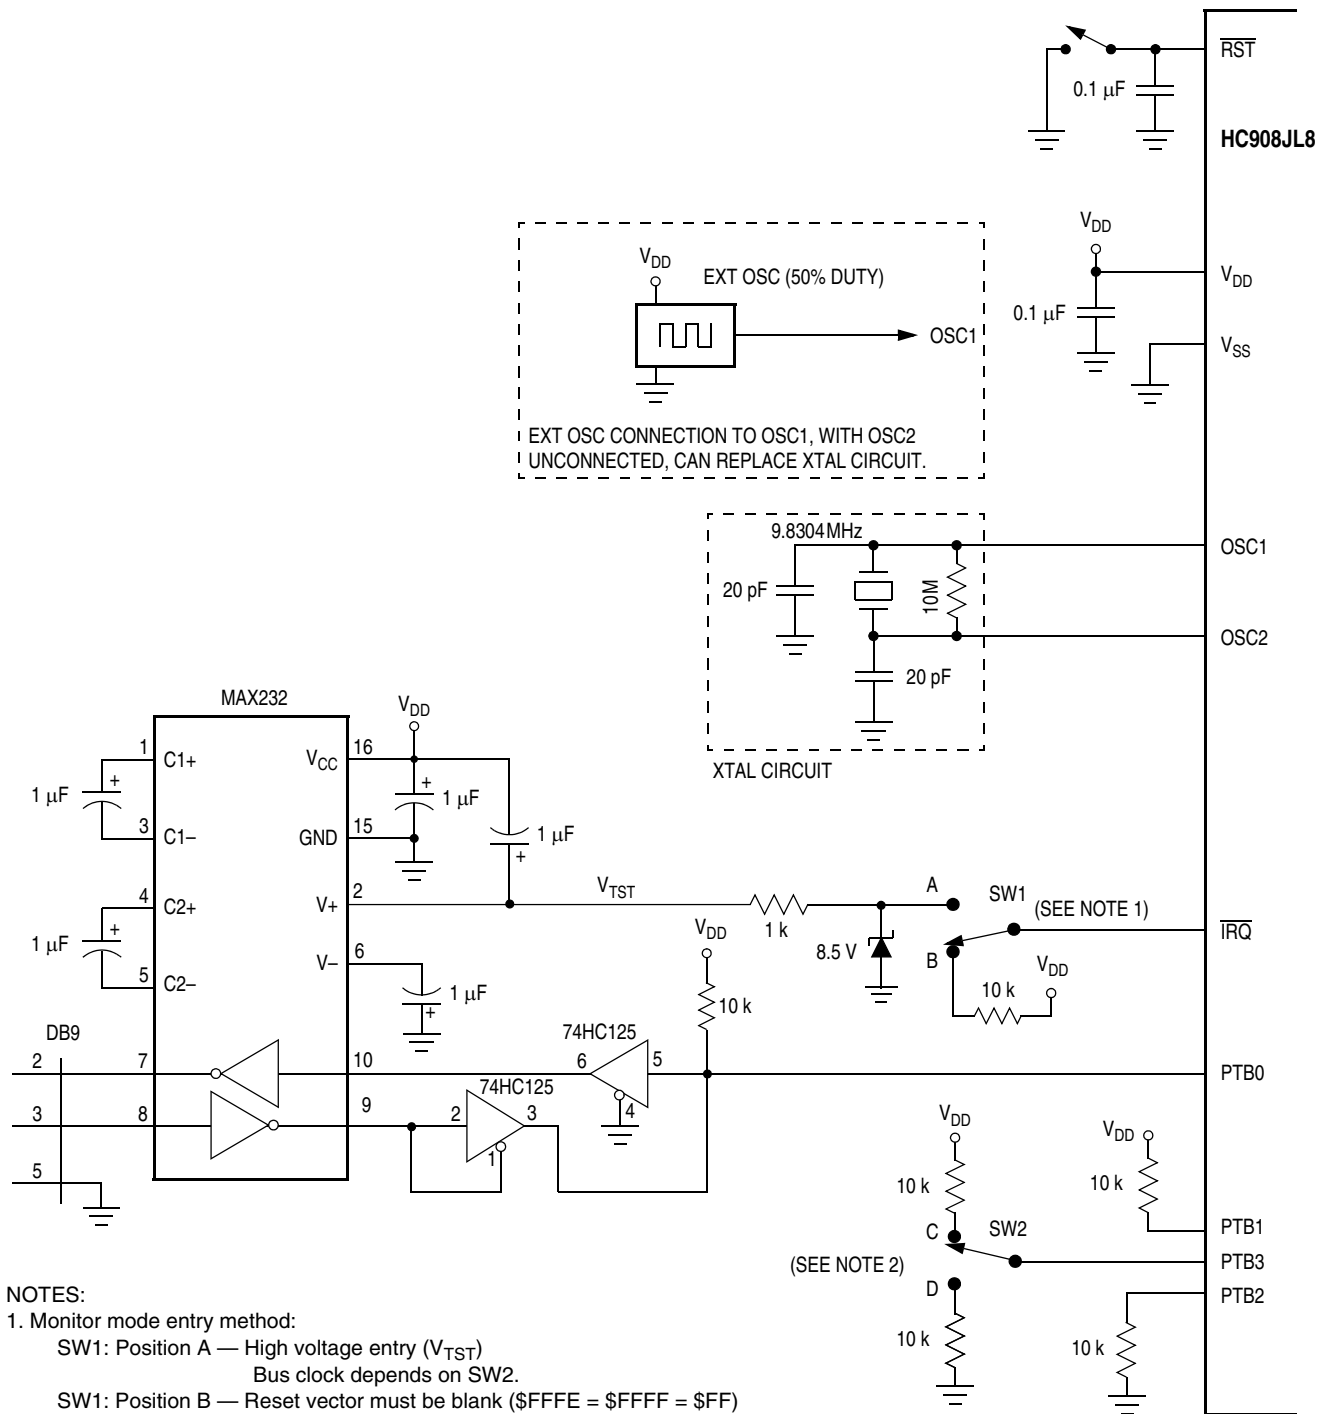 RST
0.1 µF
HC908JL8
VDD
VDD
0.1 µF
VSS
VDD
EXT OSC (50% DUTY)
OSC1
EXT OSC CONNECTION TO OSC1, WITH OSC2
UNCONNECTED, CAN REPLACE XTAL CIRCUIT.
9.8304MHz
OSC1
20 pF
10M
OSC2
20 pF
XTAL CIRCUIT
MAX232
VDD
1
C1+
VCC
16
1 µF
+
+
1 µF
3
C1–
GND
15
1 µF
+
4
C2+
V+
2
VTST
1 k
A
SW1
(SEE NOTE 1)
IRQ
1 µF
+
8.5 V
B
VDD
10 k
5
C2–
V–
6
1 µF
+
VDD
10 k
DB9
74HC125
2
7
10
6
5
4
PTB0
74HC125
3
8
9
2
3
1
5
VDD
10 k
C
SW2
(SEE NOTE 2)
D
10 k
VDD
10 k
PTB1
PTB3
PTB2
10 k
NOTES:
1. Monitor mode entry method:
SW1: Position A — High voltage entry (VTST)
Bus clock depends on SW2.
SW1: Position B — Reset vector must be blank ($FFFE = $FFFF = $FF)